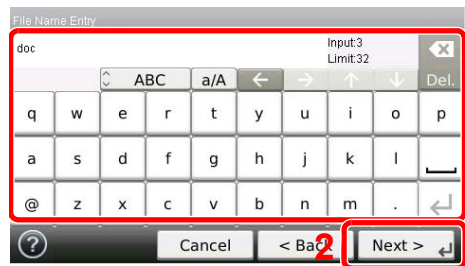 File Name Entry
doc
Input:3
Limit:32
ABC a/A Del.
q w e r t y u i o p
a s d f g h j k l
@ z x c v b n m .
? Cancel < Back 2 Next >